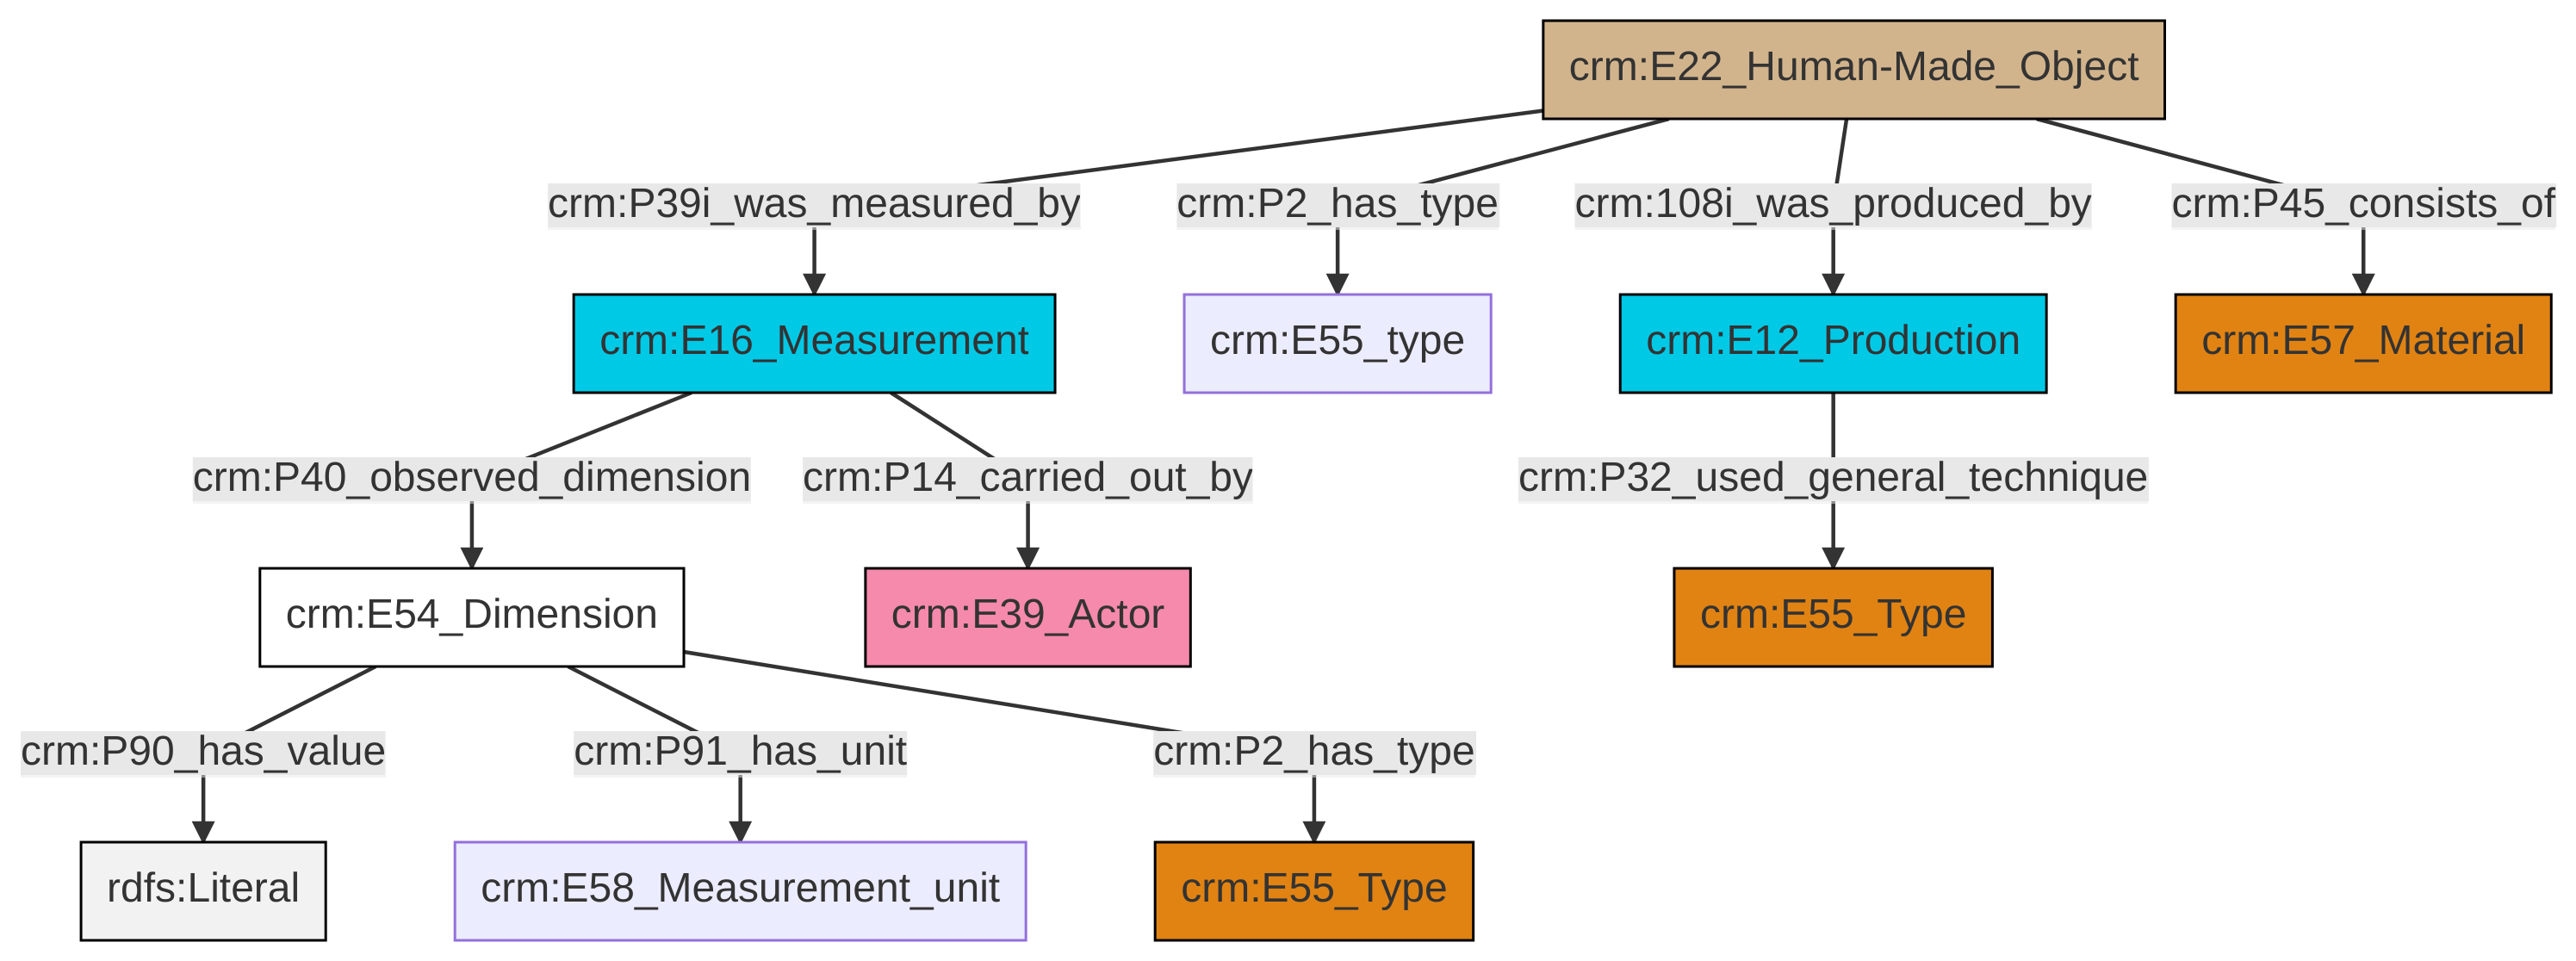 crm:E22_Human-Made_Object
crm:P39i_was_measured_by
crm:P2_has_type
crm:108i_was_produced_by
crm:P45_consists_of
crm:E16_Measurement
crm:E55_type
crm:E12_Production
crm:E57_Material
crm:P40_observed_dimension
crm:P14_carried_out_by
crm:P32_used_general_technique
crm:E54_Dimension
crm:E39_Actor
crm:E55_Type
crm:P90_has_value
crm:P91_has_unit
crm:P2_has_type
rdfs:Literal
crm:E58_Measurement_unit
crm:E55_Type